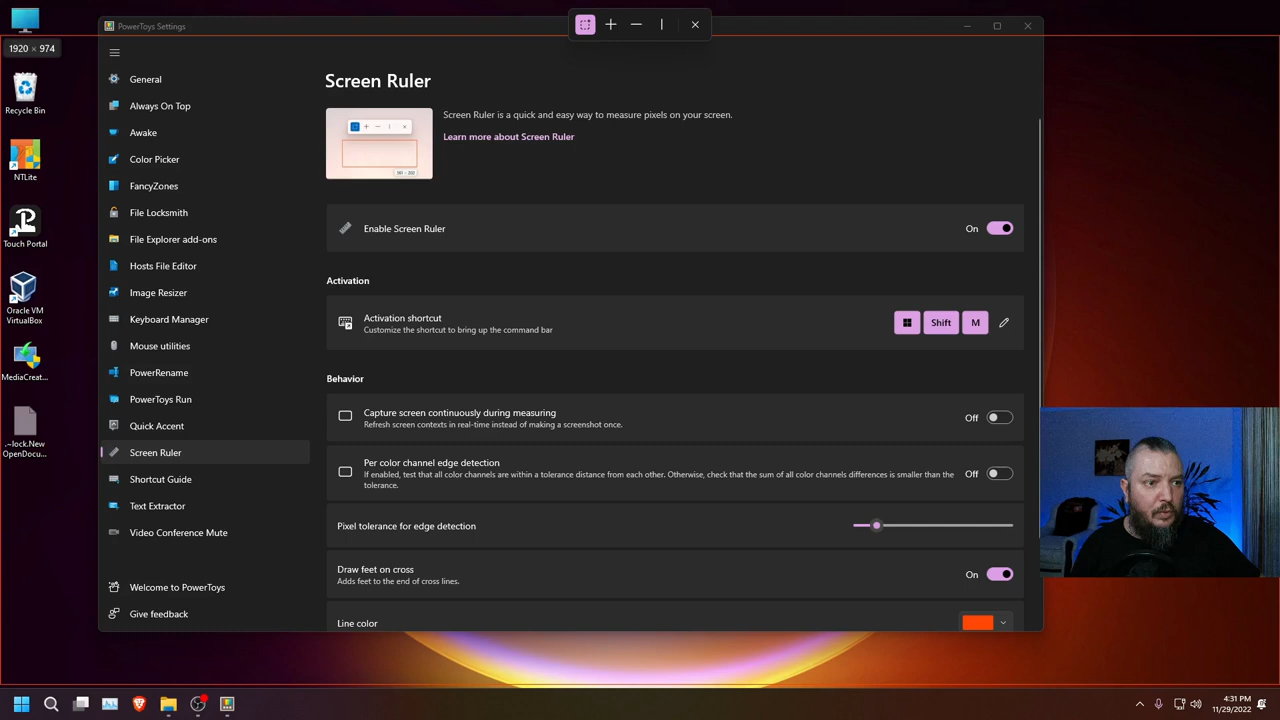 PowerToys Settings
1920 × 974
Recycle Bin
NTLite
Touch Portal
Oracle VM
VirtualBox
MediaCreat...
.~lock.New
OpenDocu...
General
Always On Top
Awake
Color Picker
FancyZones
File Locksmith
File Explorer add-ons
Hosts File Editor
Image Resizer
Keyboard Manager
Mouse utilities
PowerRename
PowerToys Run
Quick Accent
Screen Ruler
Shortcut Guide
Text Extractor
Video Conference Mute
Welcome to PowerToys
Give feedback
Screen Ruler
Screen Ruler is a quick and easy way to measure pixels on your screen.
Learn more about Screen Ruler
Enable Screen Ruler
On
Activation
Activation shortcut
Customize the shortcut to bring up the command bar
Shift
M
Behavior
Capture screen continuously during measuring
Refresh screen contexts in real-time instead of making a screenshot once.
Off
Per color channel edge detection
If enabled, test that all color channels are within a tolerance distance from each other. Otherwise, check that the sum of all color channels differences is smaller than the
tolerance.
Off
Pixel tolerance for edge detection
Draw feet on cross
Adds feet to the end of cross lines.
On
Line color
4:31 PM
11/29/2022